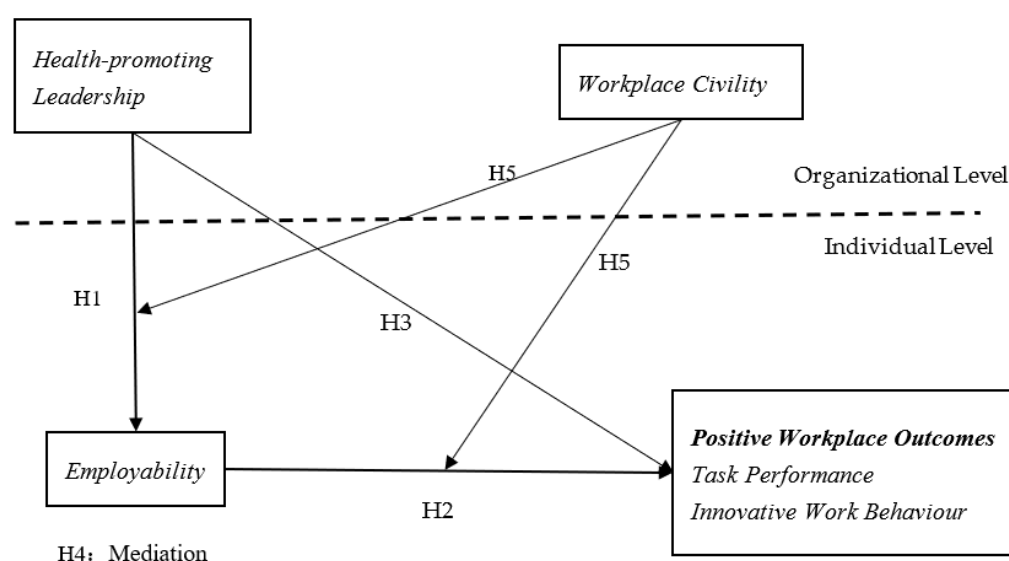 Health-promoting
Leadership
Workplace Civility
H5
Organizational Level
Individual Level
H5
H1
H3
Employability
Positive Workplace Outcomes
Task Performance
Innovative Work Behaviour
H2
H4：Mediation